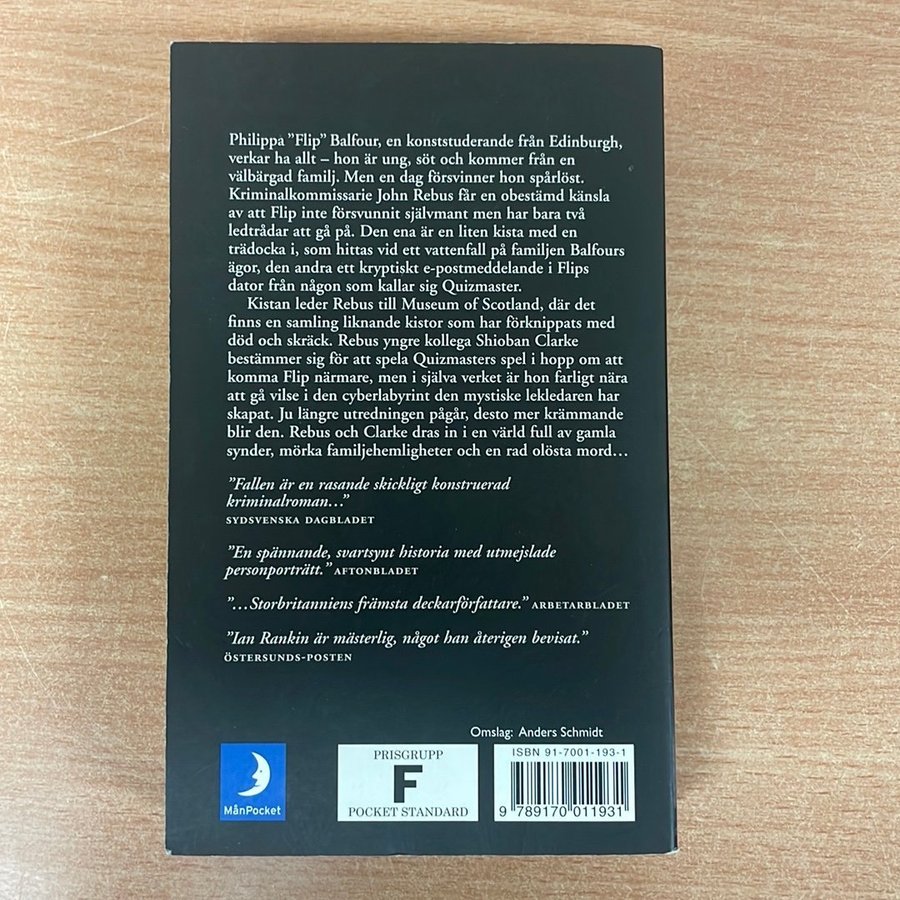 Philippa ”Flip” Balfour, en konststuderande från Edinburgh,
verkar ha allt – hon är ung, söt och kommer från en
välbärgad familj. Men en dag försvinner hon spårlöst.
Kriminalkommissarie John Rebus får en obestämd känsla
av att Flip inte försvunnit självmant men har bara två
ledtrådar att gå på. Den ena är en liten kista med en
trädocka i, som hittas vid ett vattenfall på familjen Balfours
ägor, den andra ett kryptiskt e-postmeddelande i Flips
dator från någon som kallar sig Quizmaster.
Kistan leder Rebus till Museum of Scotland, där det
finns en samling liknande kistor som har förknippats med
död och skräck. Rebus yngre kollega Shioban Clarke
bestämmer sig för att spela Quizmasters spel i hopp om att
komma Flip närmare, men i själva verket är hon farligt nära
att gå vilse i den cyberlabyrint den mystiske lekledaren har
skapat. Ju längre utredningen pågår, desto mer krämmande
blir den. Rebus och Clarke dras in i en värld full av gamla
synder, mörka familjehemligheter och en rad olösta mord…
”Fallen är en rasande skickligt konstruerad
kriminalroman…”
SYDSVENSKA DAGBLADET
”En spännande, svartsynt historia med utmejslade
personporträtt.” AFTONBLADET
”…Storbritanniens främsta deckarförfattare.” ARBETARBLADET
”Ian Rankin är mästerlig, något han återigen bevisat.”
ÖSTERSUNDS-POSTEN
Omslag: Anders Schmidt
MånPocket
PRISGRUPP
F
POCKET STANDARD
ISBN 91-7001-193-1
9 789170 011931